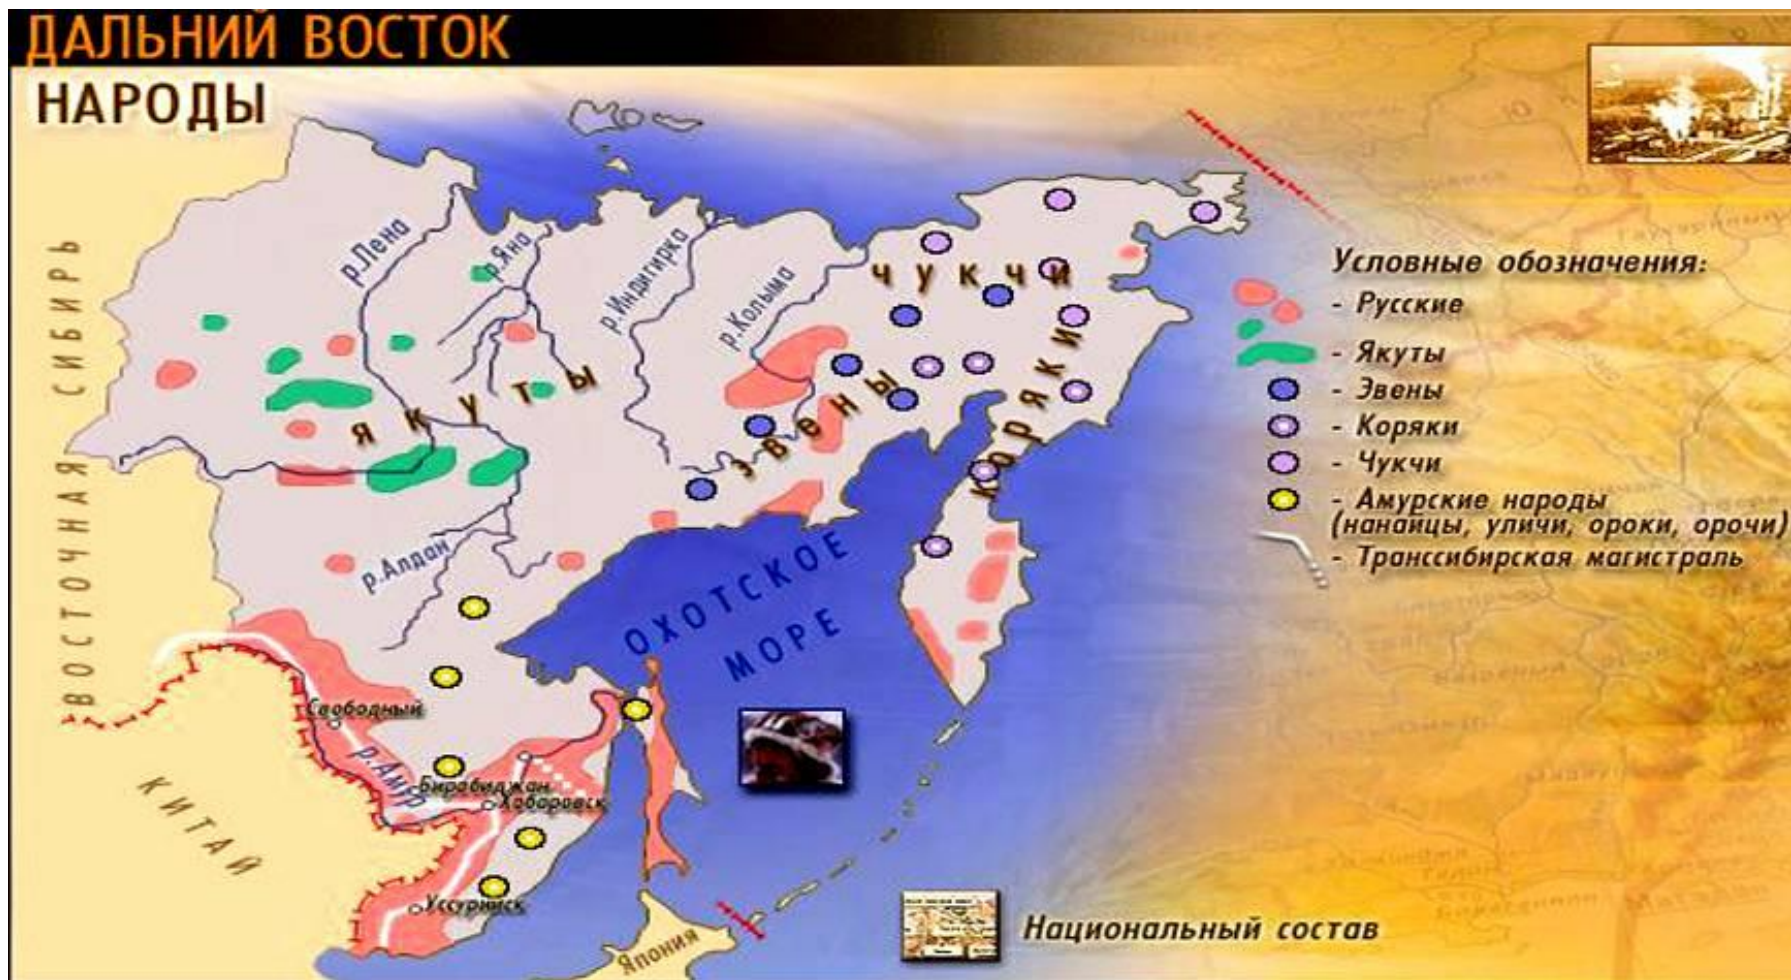 ДАЛЬНИЙ ВОСТОК
НАРОДЫ
ВОСТОЧНАЯ СИБИРЬ
р.Лена
р.Яна
р.Индигирка
р.Колыма
ЧУКЧИ
якуты
эвены
коряки
р.Алдан
ОХОТСКОЕ
МОРЕ
Свободный
р.Амур
Биробиджан
Хабаровск
КИТАЙ
Уссурийск
Япония
Условные обозначения:
- Русские
- Якуты
- Эвены
- Коряки
- Чукчи
- Амурские народы
(нанайцы, уличи, ороки, орочи)
- Транссибирская магистраль
Национальный состав